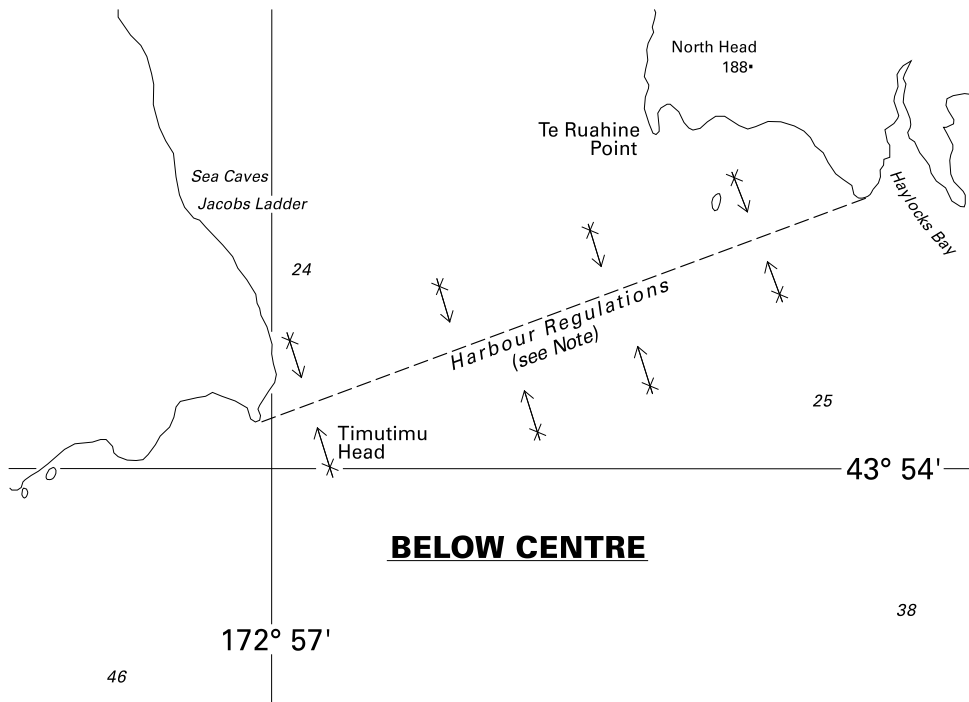 North Head
188
Te Ruahine
Point
Sea Caves
Jacobs Ladder
Haylocks Bay
24
Harbour Regulations
(see Note)
25
Timutimu
Head
43° 54'
BELOW CENTRE
38
172° 57'
46